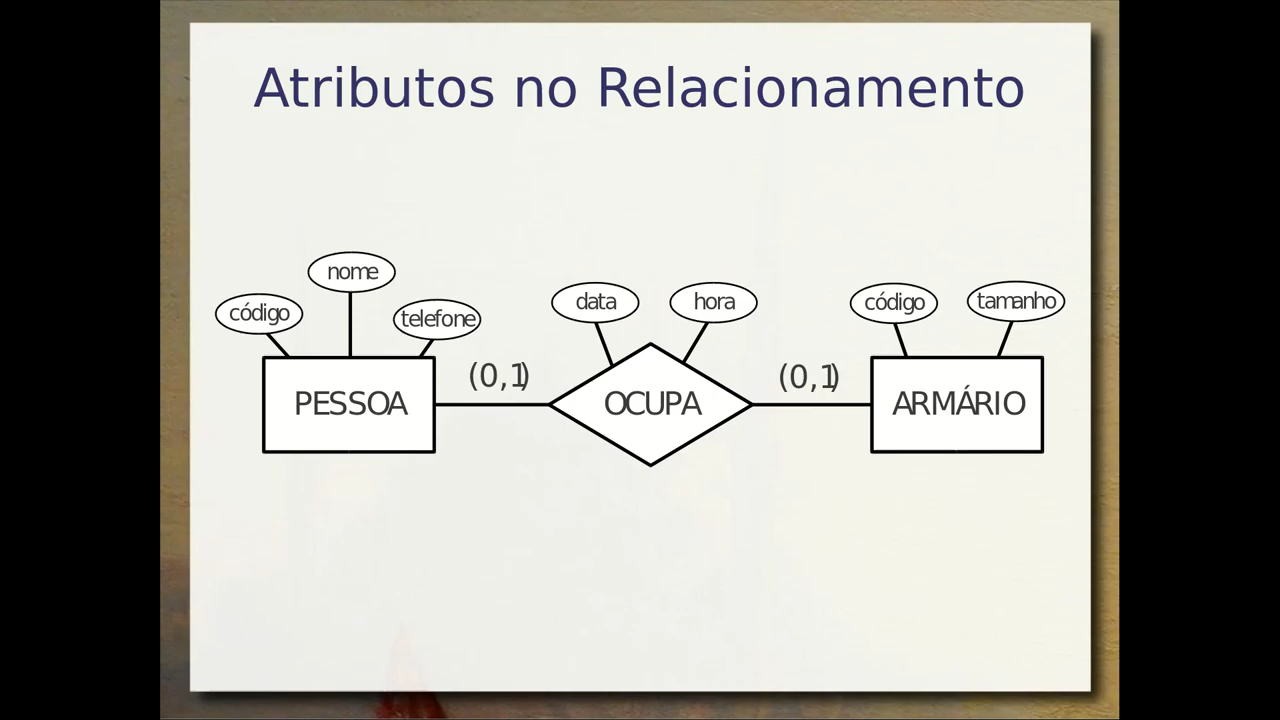 Atributos no Relacionamento
nome
código
telefone
data
hora
código
tamanho
(0,1)
(0,1)
PESSOA
OCUPA
ARMÁRIO